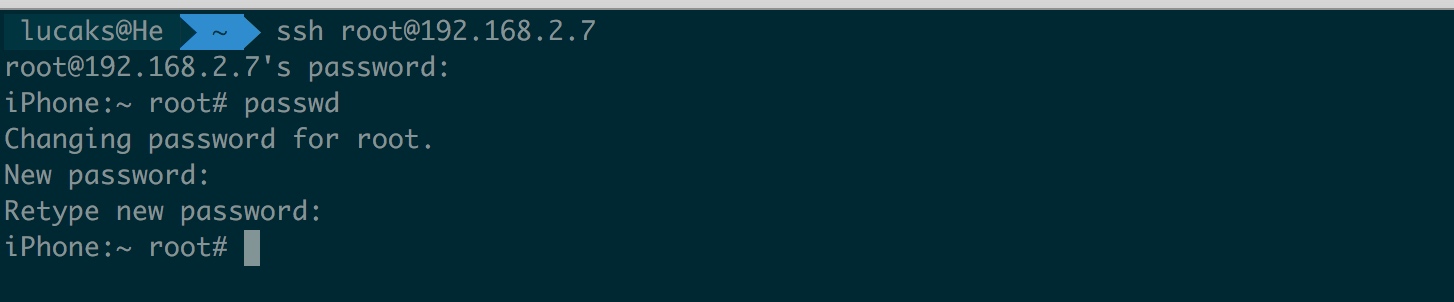 lucaks@He ~ ssh root@192.168.2.7
root@192.168.2.7's password:
iPhone:~ root# passwd
Changing password for root.
New password:
Retype new password:
iPhone:~ root#